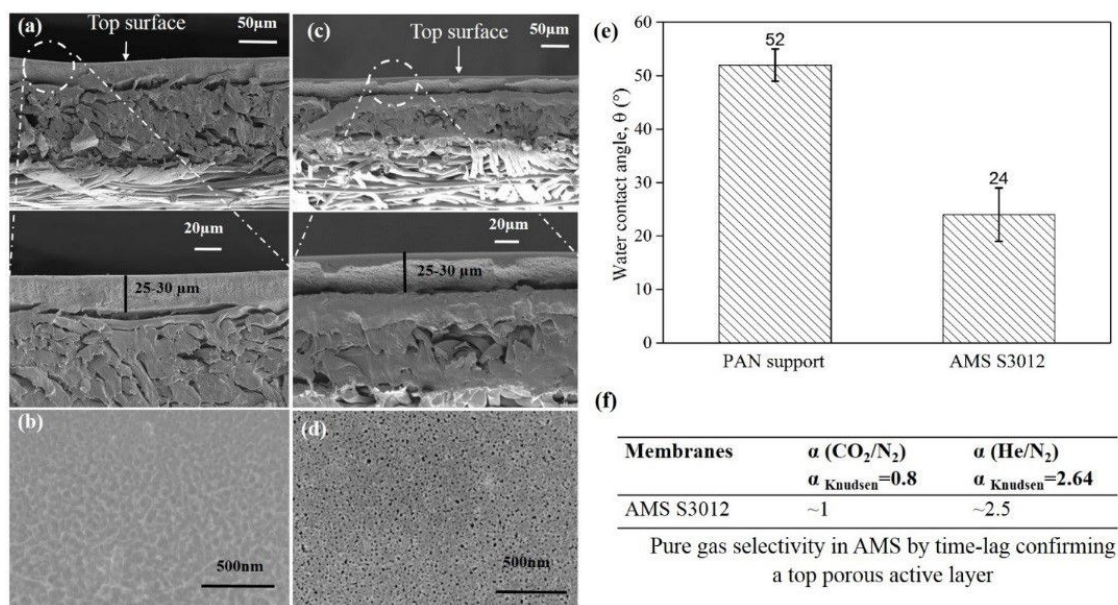 (a)
50µm
Top surface
20µm
25-30 µm
(b)
500nm
(c)
50µm
Top surface
20µm
25-30 µm
(d)
500nm
(e)
60
50
40
30
20
10
0
Water contact angle, θ (°)
52
24
PAN support
AMS S3012
(f)
Membranes α (CO₂/N₂) α (He/N₂)
α Knudsen=0.8 α Knudsen=2.64
AMS S3012 ~1 ~2.5
Pure gas selectivity in AMS by time-lag confirming
a top porous active layer